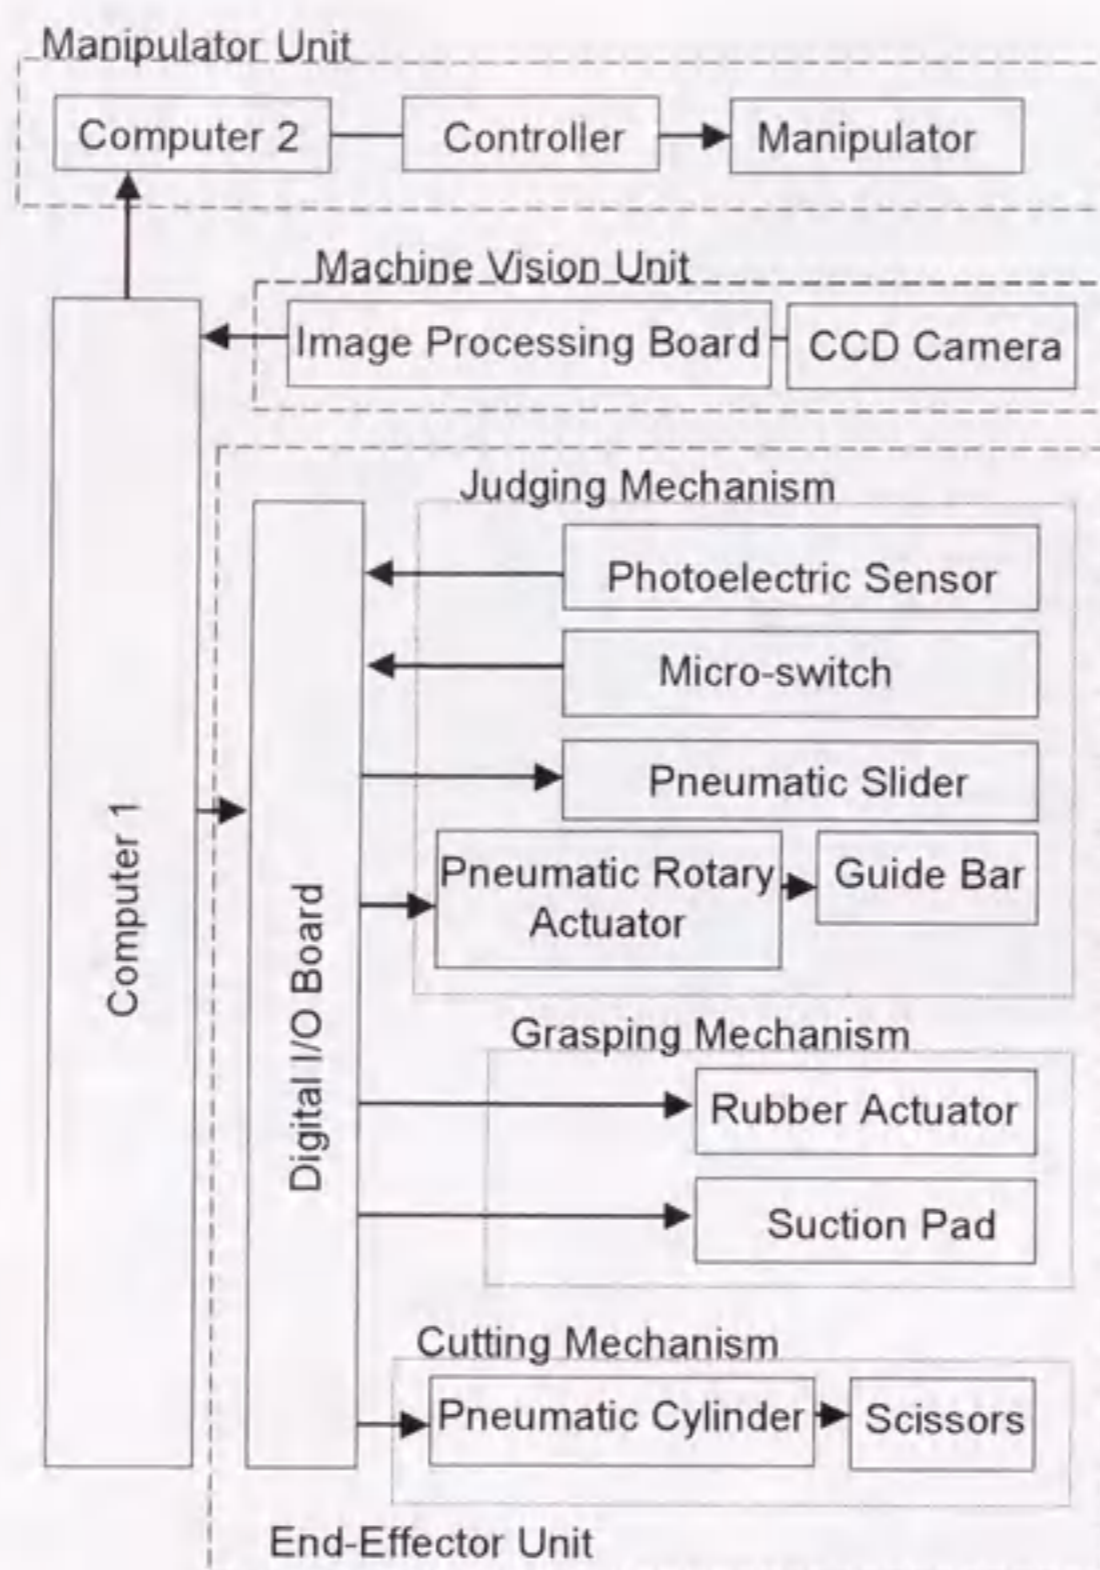 Manipulator Unit
Computer 2
Controller
Manipulator
Machine Vision Unit
Image Processing Board
CCD Camera
Computer 1
Digital I/O Board
Judging Mechanism
Photoelectric Sensor
Micro-switch
Pneumatic Slider
Pneumatic Rotary
Actuator
Guide Bar
Grasping Mechanism
Rubber Actuator
Suction Pad
Cutting Mechanism
Pneumatic Cylinder
Scissors
End-Effector Unit